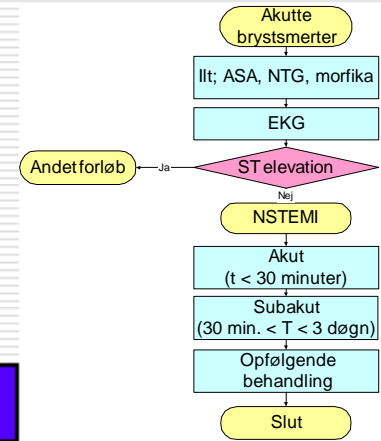 Akutte
brystsmerter
Ilt; ASA, NTG, morfika
EKG
Andet forløb
Ja
ST elevation
Nej
NSTEMI
Akut
(t < 30 minuter)
Subakut
(30 min. < T < 3 døgn)
Opfølgende
behandling
Slut